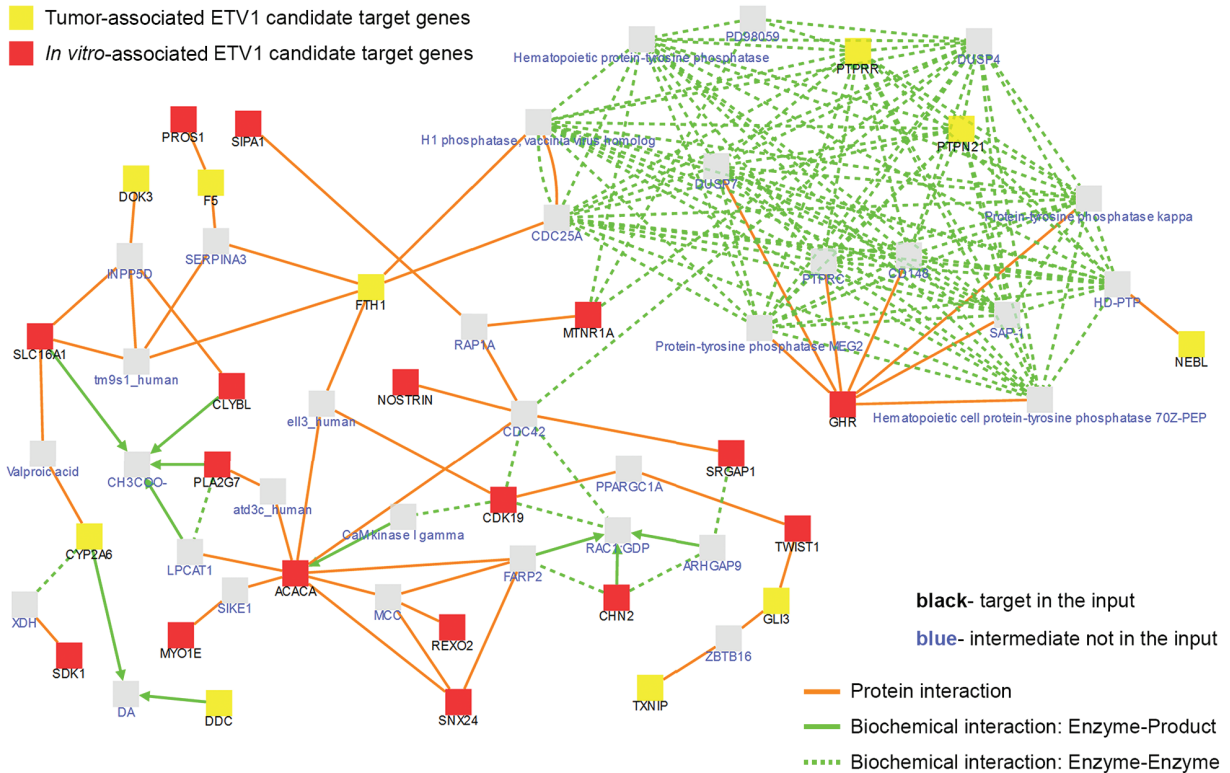 Tumor-associated ETV1 candidate target genes
In vitro-associated ETV1 candidate target genes
PD98059
Hematopoietic protein-tyrosine phosphatase
DUSP4
PTPRR
PROS1
SIPA1
H1 phosphatase, vaccinia virus homolog
PTPN21
DUSP7
DOK3
F5
Protein-tyrosine phosphatase kappa
CDC25A
INPP5D
SERPINA3
PTPRC
CD148
FTH1
HD-PTP
MTNR1A
SAP-1
RAP1A
Protein-tyrosine phosphatase MEG2
SLC16A1
NEBL
tm9s1_human
CLYBL
NOSTRIN
ell3_human
CDC42
GHR
Hematopoietic cell protein-tyrosine phosphatase 70Z-PEP
Valproic acid
CH3COO-
PLA2G7
SRGAP1
PPARGC1A
atd3c_human
CDK19
CaM kinase I gamma
RAC1:GDP
TWIST1
CYP2A6
LPCAT1
ACACA
FARP2
ARHGAP9
XDH
SIKE1
MCC
CHN2
GLI3
black- target in the input
blue- intermediate not in the input
MYO1E
REXO2
ZBTB16
SDK1
TXNIP
DA
DDC
SNX24
Protein interaction
Biochemical interaction: Enzyme-Product
Biochemical interaction: Enzyme-Enzyme